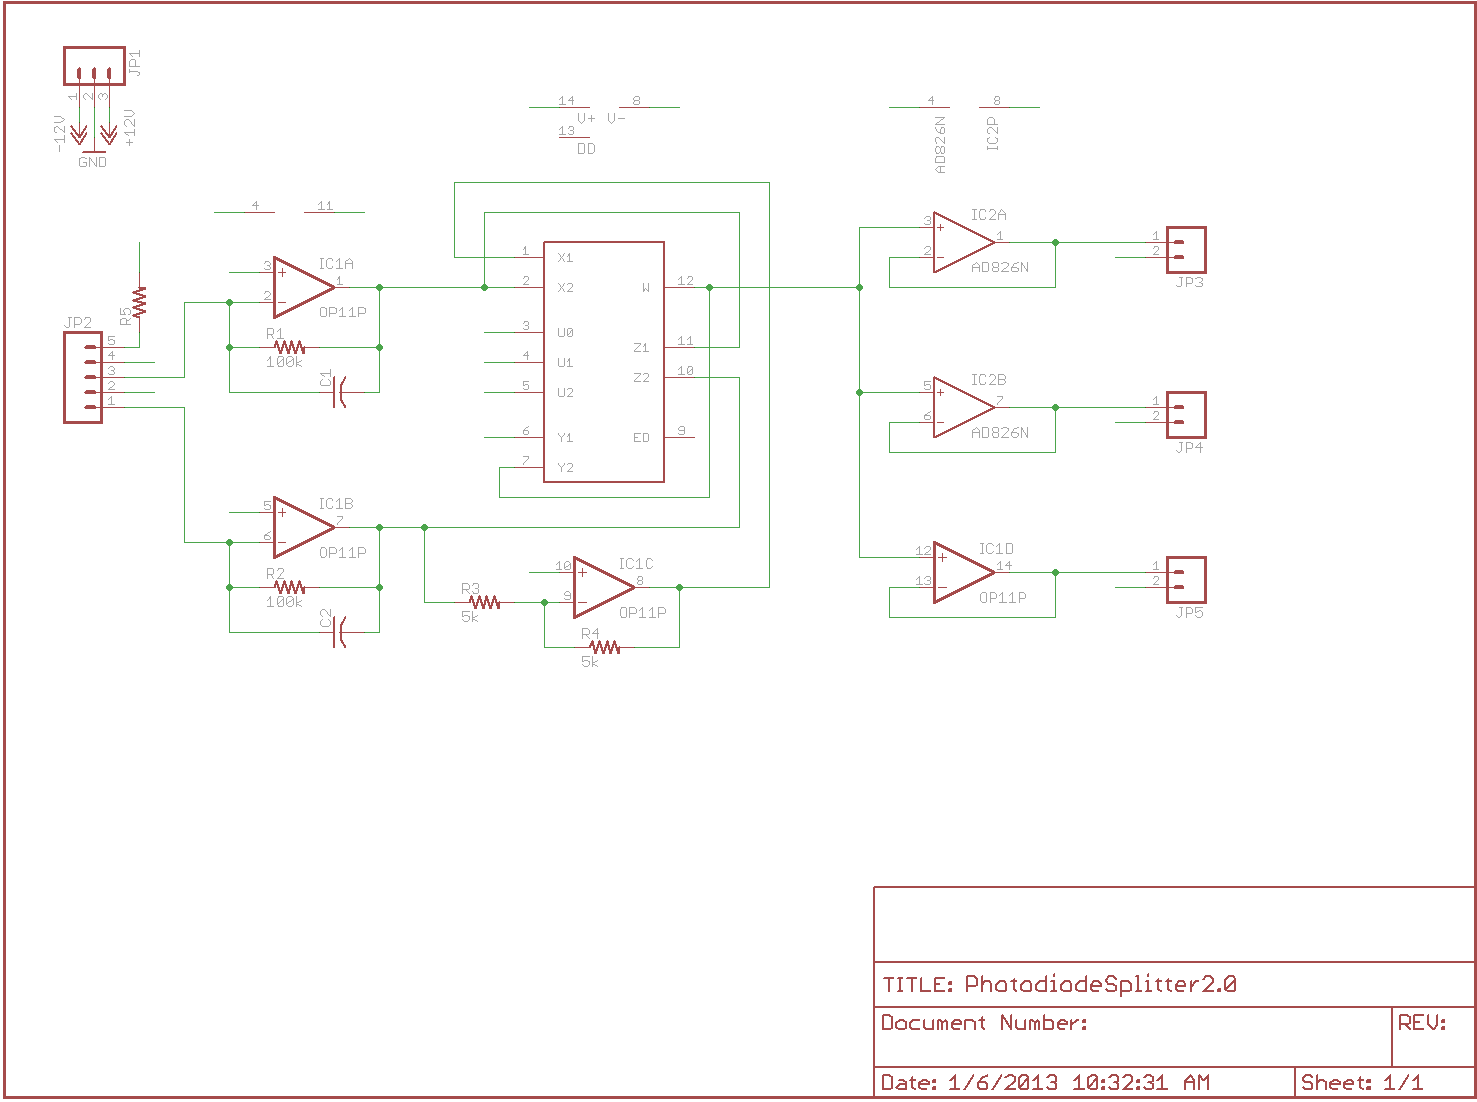 JP1
1 2 3
-12V
+12V
GND
14 8
V+ V-
13
DD
4 8
AD826N
IC2P
4 11
IC1A
3
+
1
2
-
OP11P
R5
R1
100k
C1
JP2
5
4
3
2
1
1 X1
2 X2 W 12
3 U0
4 U1 Z1 11
5 U2 Z2 10
6 Y1 ED 9
7 Y2
IC2A
3
+
1
2
-
AD826N
1
2
JP3
IC2B
5
+
7
6
-
AD826N
1
2
JP4
IC1B
5
+
7
6
-
OP11P
R2
100k
C2
R3
5k
IC1C
10
+
8
9
-
OP11P
R4
5k
IC1D
12
+
14
13
-
OP11P
1
2
JP5
TITLE: PhotodiodeSplitter2.0
Document Number:
REV:
Date: 1/6/2013 10:32:31 AM
Sheet: 1/1